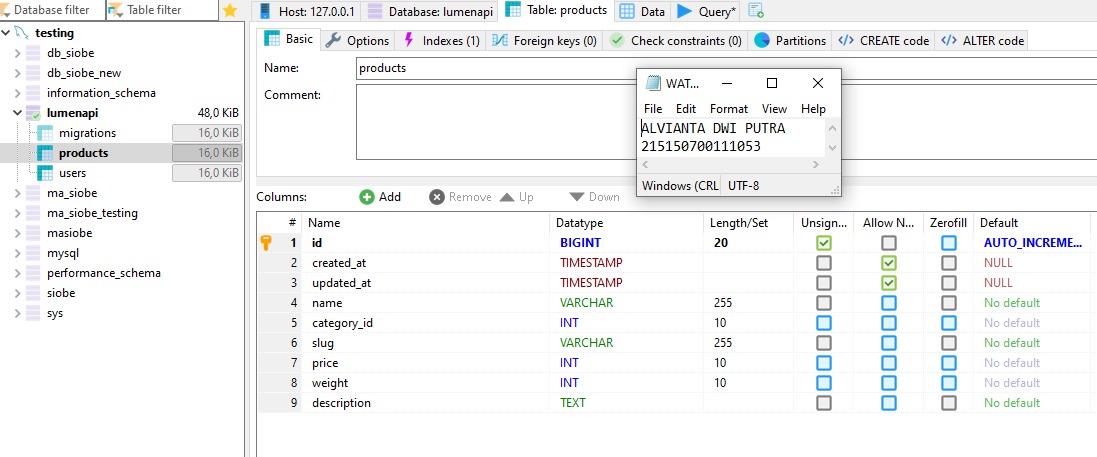 Database filter
Table filter
Host: 127.0.0.1
Database: lumenapi
Table: products
Data
Query*
testing
db_siobe
db_siobe_new
information_schema
lumenapi 48,0 KiB
migrations 16,0 KiB
products 16,0 KiB
users 16,0 KiB
ma_siobe
ma_siobe_testing
masiobe
mysql
performance_schema
siobe
sys
Basic
Options
Indexes (1)
Foreign keys (0)
Check constraints (0)
Partitions
CREATE code
ALTER code
Name: products
Comment:
WAT...
File Edit Format View Help
ALVIANTA DWI PUTRA
215150700111053
Windows (CRL UTF-8
Columns: Add Remove Up Down
# Name Datatype Length/Set Unsign... Allow N... Zerofill Default
1 id BIGINT 20 AUTO_INCREME...
2 created_at TIMESTAMP NULL
3 updated_at TIMESTAMP NULL
4 name VARCHAR 255 No default
5 category_id INT 10 No default
6 slug VARCHAR 255 No default
7 price INT 10 No default
8 weight INT 10 No default
9 description TEXT No default